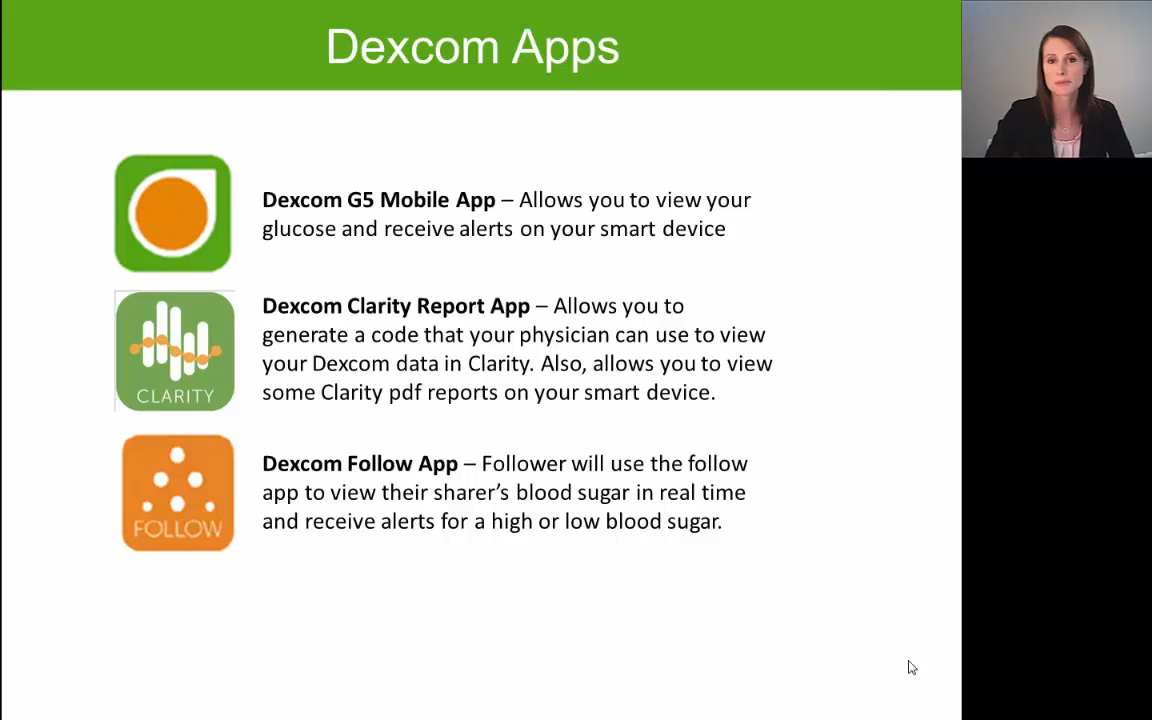 Dexcom Apps
Dexcom G5 Mobile App – Allows you to view your
glucose and receive alerts on your smart device
Dexcom Clarity Report App – Allows you to
generate a code that your physician can use to view
your Dexcom data in Clarity. Also, allows you to view
some Clarity pdf reports on your smart device.
CLARITY
Dexcom Follow App – Follower will use the follow
app to view their sharer’s blood sugar in real time
and receive alerts for a high or low blood sugar.
FOLLOW